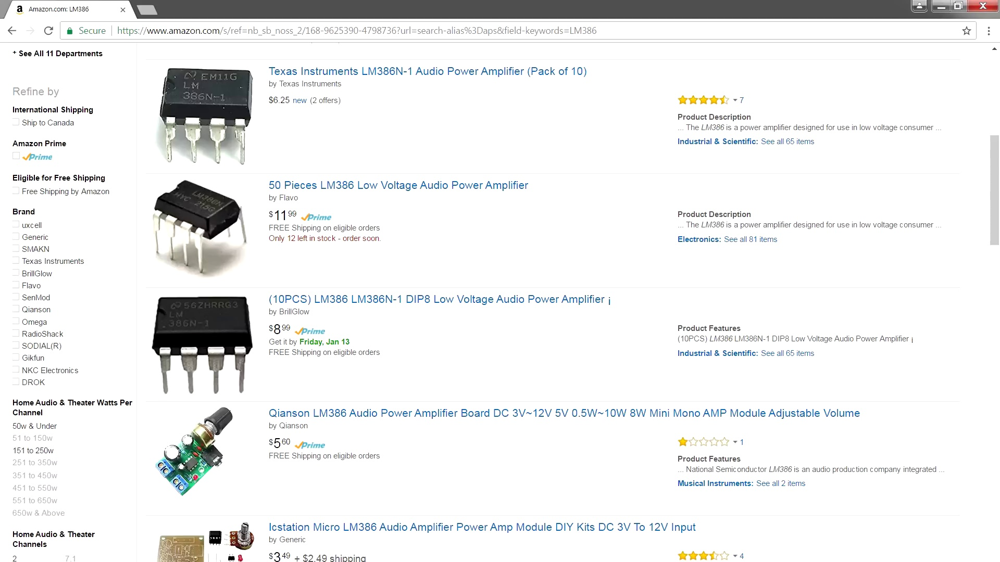 Amazon.com: LM386
Secure
https://www.amazon.com/s/ref=nb_sb_noss_2/168-9625390-4798736?url=search-alias%3Daps&field-keywords=LM386
+ See All 11 Departments
Refine by
International Shipping
Ship to Canada
Amazon Prime
Prime
Eligible for Free Shipping
Free Shipping by Amazon
Brand
uxcell
Generic
SMAKN
Texas Instruments
BrillGlow
Flavo
SenMod
Qianson
Omega
RadioShack
SODIAL(R)
Gikfun
NKC Electronics
DROK
Home Audio & Theater Watts Per
Channel
50w & Under
51 to 150w
151 to 250w
251 to 350w
351 to 450w
451 to 550w
551 to 650w
650w & Above
Home Audio & Theater
Channels
2 7.1
EM11G
LM
386N-1
Texas Instruments LM386N-1 Audio Power Amplifier (Pack of 10)
by Texas Instruments
$6.25 new (2 offers)
7
Product Description
... The LM386 is a power amplifier designed for use in low voltage consumer ...
Industrial & Scientific: See all 65 items
LM386N
HYC 215G
50 Pieces LM386 Low Voltage Audio Power Amplifier
by Flavo
$11 99 Prime
FREE Shipping on eligible orders
Only 12 left in stock - order soon.
Product Description
... The LM386 is a power amplifier designed for use in low voltage consumer ...
Electronics: See all 81 items
56ZHRRG3
LM
386N-1
(10PCS) LM386 LM386N-1 DIP8 Low Voltage Audio Power Amplifier ¡
by BrillGlow
$8 99 Prime
Get it by Friday, Jan 13
FREE Shipping on eligible orders
Product Features
(10PCS) LM386 LM386N-1 DIP8 Low Voltage Audio Power Amplifier ¡
Industrial & Scientific: See all 65 items
Qianson LM386 Audio Power Amplifier Board DC 3V~12V 5V 0.5W~10W 8W Mini Mono AMP Module Adjustable Volume
by Qianson
$5 60 Prime
FREE Shipping on eligible orders
1
Product Features
... National Semiconductor LM386 is an audio production company integrated ...
Musical Instruments: See all 2 items
Icstation Micro LM386 Audio Amplifier Power Amp Module DIY Kits DC 3V To 12V Input
by Generic
$3 49 + $2.49 shipping
4